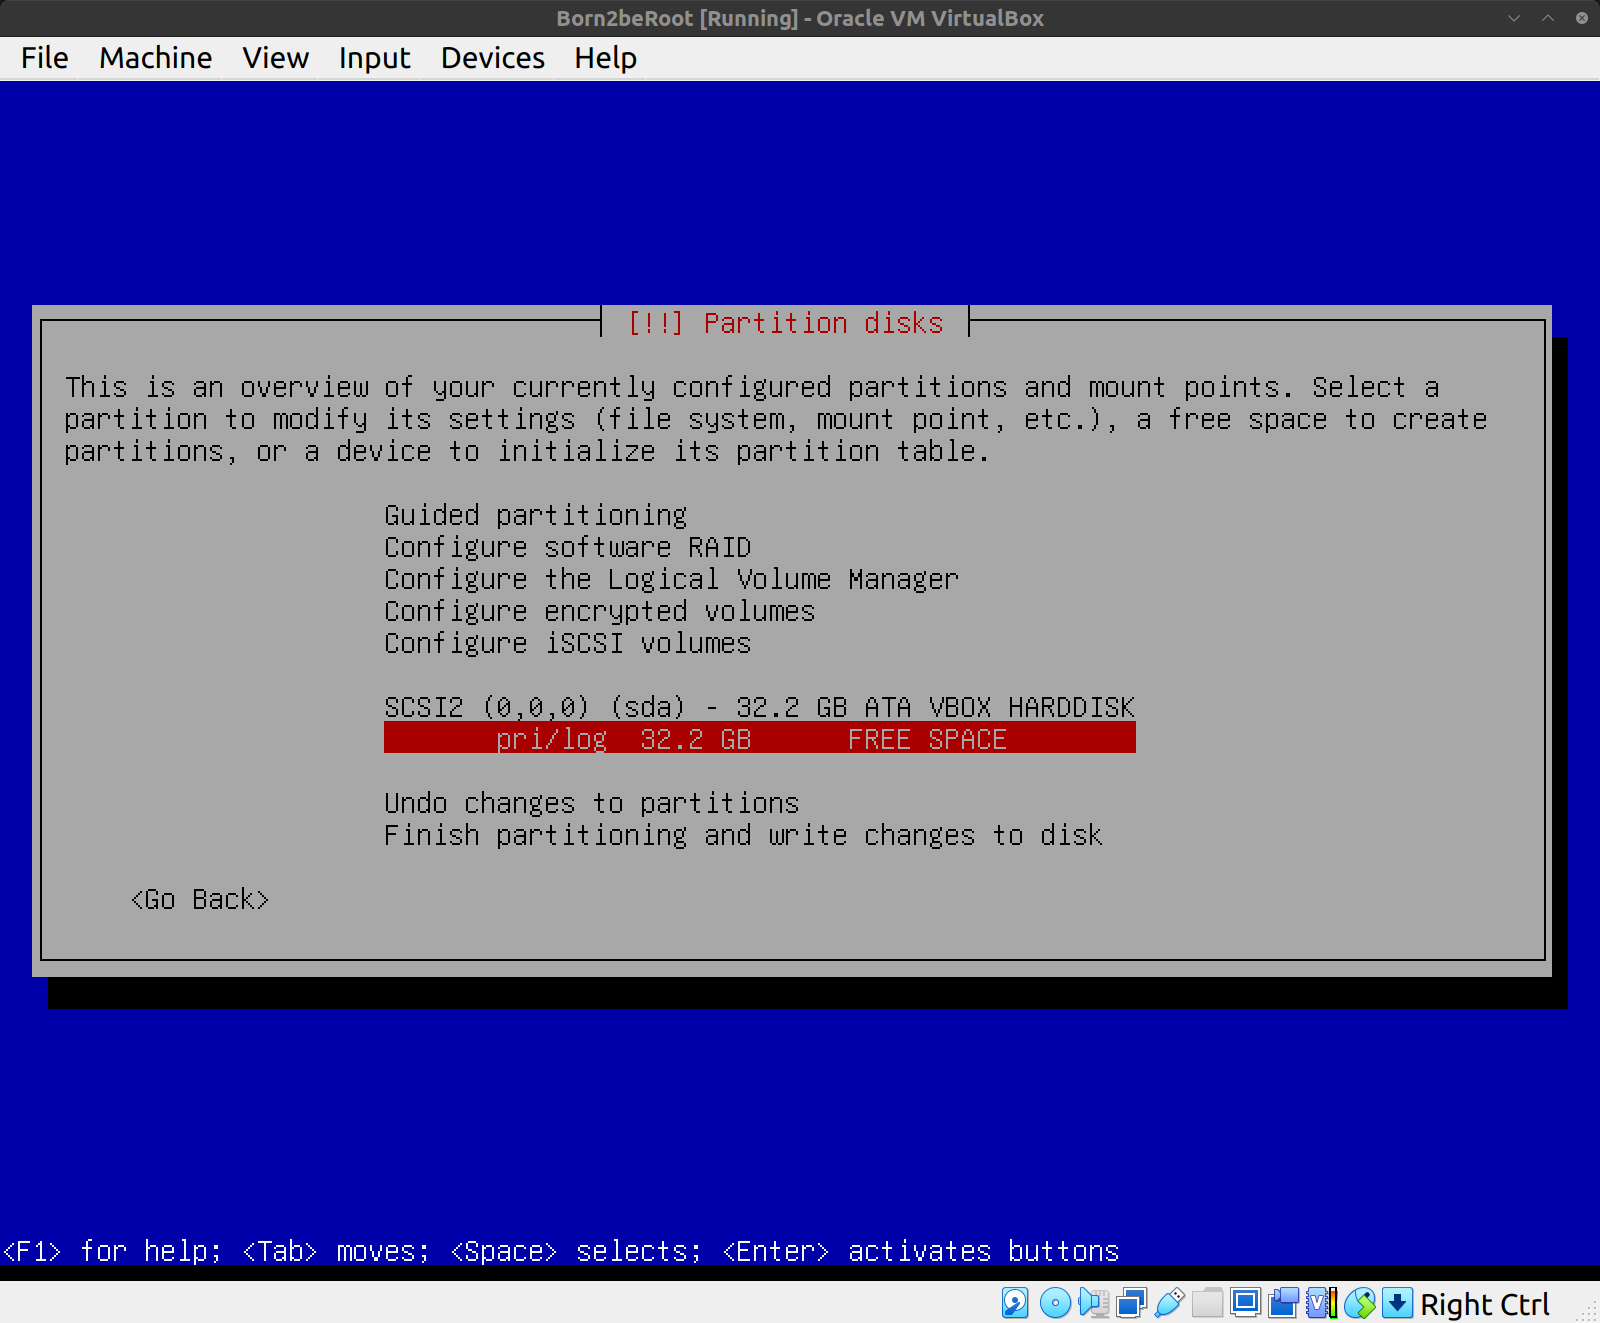 Born2beRoot [Running] - Oracle VM VirtualBox
File Machine View Input Devices Help
[!!] Partition disks
This is an overview of your currently configured partitions and mount points. Select a
partition to modify its settings (file system, mount point, etc.), a free space to create
partitions, or a device to initialize its partition table.
Guided partitioning
Configure software RAID
Configure the Logical Volume Manager
Configure encrypted volumes
Configure iSCSI volumes
SCSI2 (0,0,0) (sda) - 32.2 GB ATA VBOX HARDDISK
pri/log 32.2 GB FREE SPACE
Undo changes to partitions
Finish partitioning and write changes to disk
<Go Back>
<F1> for help; <Tab> moves; <Space> selects; <Enter> activates buttons
Right Ctrl